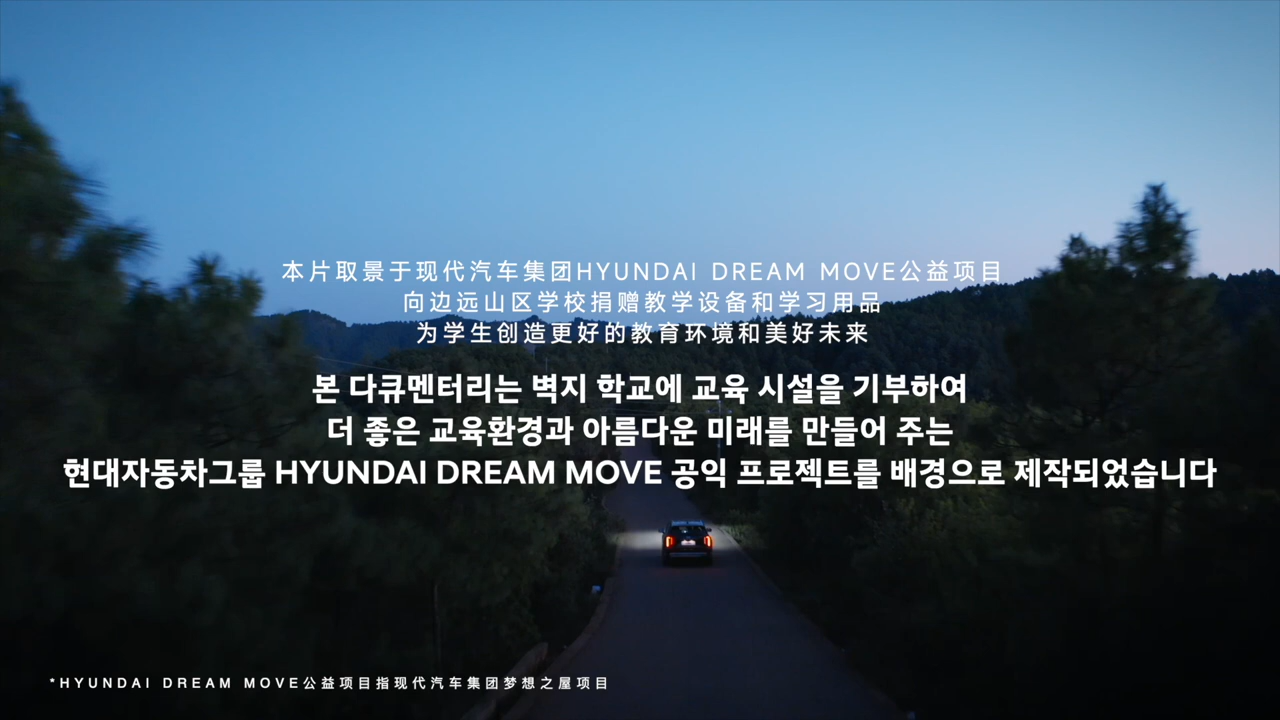 本片取景于现代汽车集团HYUNDAI DREAM MOVE公益项目
向边远山区学校捐赠教学设备和学习用品
为学生创造更好的教育环境和美好未来
본 다큐멘터리는 벽지 학교에 교육 시설을 기부하여
더 좋은 교육환경과 아름다운 미래를 만들어 주는
현대자동차그룹 HYUNDAI DREAM MOVE 공익 프로젝트를 배경으로 제작되었습니다
*HYUNDAI DREAM MOVE公益项目指现代汽车集团梦想之屋项目